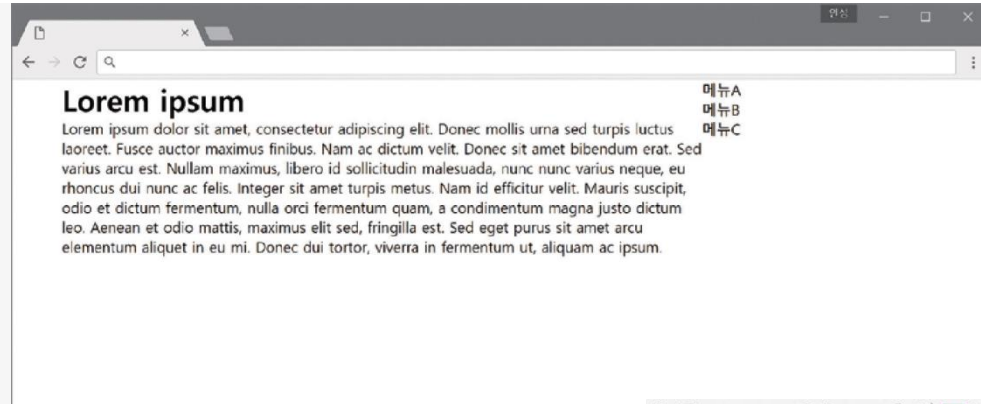 인성
Lorem ipsum
Lorem ipsum dolor sit amet, consectetur adipiscing elit. Donec mollis urna sed turpis luctus
laoreet. Fusce auctor maximus finibus. Nam ac dictum velit. Donec sit amet bibendum erat. Sed
varius arcu est. Nullam maximus, libero id sollicitudin malesuada, nunc nunc varius neque, eu
rhoncus dui nunc ac felis. Integer sit amet turpis metus. Nam id efficitur velit. Mauris suscipit,
odio et dictum fermentum, nulla orci fermentum quam, a condimentum magna justo dictum
leo. Aenean et odio mattis, maximus elit sed, fringilla est. Sed eget purus sit amet arcu
elementum aliquet in eu mi. Donec dui tortor, viverra in fermentum ut, aliquam ac ipsum.
메뉴A
메뉴B
메뉴C